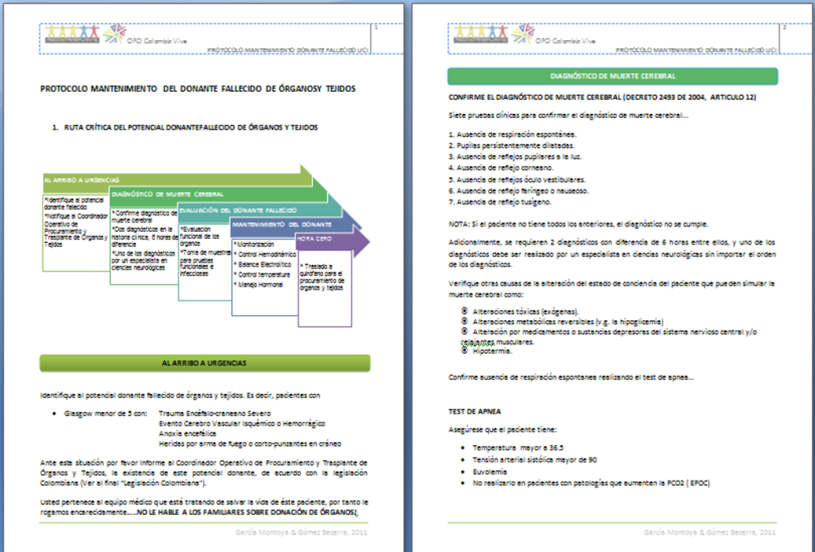 OPO Colombia Viva
1
PROTOCOLO MANTENIMIENTO DONANTE FALLECIDO UCI
PROTOCOLO MANTENIMIENTO DEL DONANTE FALLECIDO DE ÓRGANOSY TEJIDOS
1. RUTA CRÍTICA DEL POTENCIAL DONANTEFALLECIDO DE ÓRGANOS Y TEJIDOS
AL ARRIBO A URGENCIAS
*Identifique al potencial
donante fallecido
*Notifique al Coordinador
Operativo de
Procuramiento y
Trasplante de Órganos y
Tejidos
DIAGNÓSTICO DE MUERTE CEREBRAL
* Confirme diagnóstico de
muerte cerebral
*Dos diagnósticos en la
historia clínica, 6 horas de
diferencia
*Uno de los diagnósticos
por un especialista en
ciencias neurológicas
EVALUACIÓN DEL DONANTE FALLECIDO
*Evaluación
funcional de los
órganos
*Toma de muestras
para pruebas
funcionales e
infecciosas
MANTENIMIENTO DEL DONANTE
* Monitorización
* Control Hemodinámico
* Balance Electrolítico
* Control temperatura
* Manejo Hormonal
HORA CERO
* Traslado a
quirófano para el
procuramiento de
órganos y tejidos
AL ARRIBO A URGENCIAS
Identifique al potencial donante fallecido de órganos y tejidos. Es decir, pacientes con
• Glasgow menor de 5 con: Trauma Encéfalo-craneano Severo
Evento Cerebro Vascular Isquémico o Hemorrágico
Anoxia encefálica
Heridas por arma de fuego o corto-punzantes en cráneo
Ante esta situación por favor Informe al Coordinador Operativo de Procuramiento y Trasplante de
Órganos y Tejidos, la existencia de este potencial donante, de acuerdo con la legislación
Colombiana (Ver al final "Legislación Colombiana").
Usted pertenece al equipo médico que está tratando de salvar la vida de éste paciente, por tanto le
rogamos encarecidamente.....NO LE HABLE A LOS FAMILIARES SOBRE DONACIÓN DE ÓRGANOS!,
García Montoya & Gómez Becerra, 2011
OPO Colombia Viva
2
PROTOCOLO MANTENIMIENTO DONANTE FALLECIDO UCI
DIAGNÓSTICO DE MUERTE CEREBRAL
CONFIRME EL DIAGNÓSTICO DE MUERTE CEREBRAL (DECRETO 2493 DE 2004, ARTICULO 12)
Siete pruebas clínicas para confirmar el diagnóstico de muerte cerebral...
1. Ausencia de respiración espontánea.
2. Pupilas persistentemente dilatadas.
3. Ausencia de reflejos pupilares a la luz.
4. Ausencia de reflejo corneano.
5. Ausencia de reflejos óculo vestibulares.
6. Ausencia de reflejo faríngeo o nauseoso.
7. Ausencia de reflejo tusígeno.
NOTA: Si el paciente no tiene todos los anteriores, el diagnóstico no se cumple.
Adicionalmente, se requieren 2 diagnósticos con diferencia de 6 horas entre ellos, y uno de los
diagnósticos debe ser realizado por un especialista en ciencias neurológicas sin importar el orden
de los diagnósticos.
Verifique otras causas de la alteración del estado de conciencia del paciente que pueden simular la
muerte cerebral como:
Alteraciones tóxicas (exógenas).
Alteraciones metabólicas reversibles (v.g. la hipoglicemia)
Alteración por medicamentos o sustancias depresoras del sistema nervioso central y/o
relajantes musculares.
Hipotermia.
Confirme ausencia de respiración espontanea realizando el test de apnea...
TEST DE APNEA
Asegúrese que el paciente tiene:
• Temperatura mayor a 36.5
• Tensión arterial sistólica mayor de 90
• Euvolemia
• No realizarlo en pacientes con patologías que aumenten la PCO2 ( EPOC)
García Montoya & Gómez Becerra, 2011